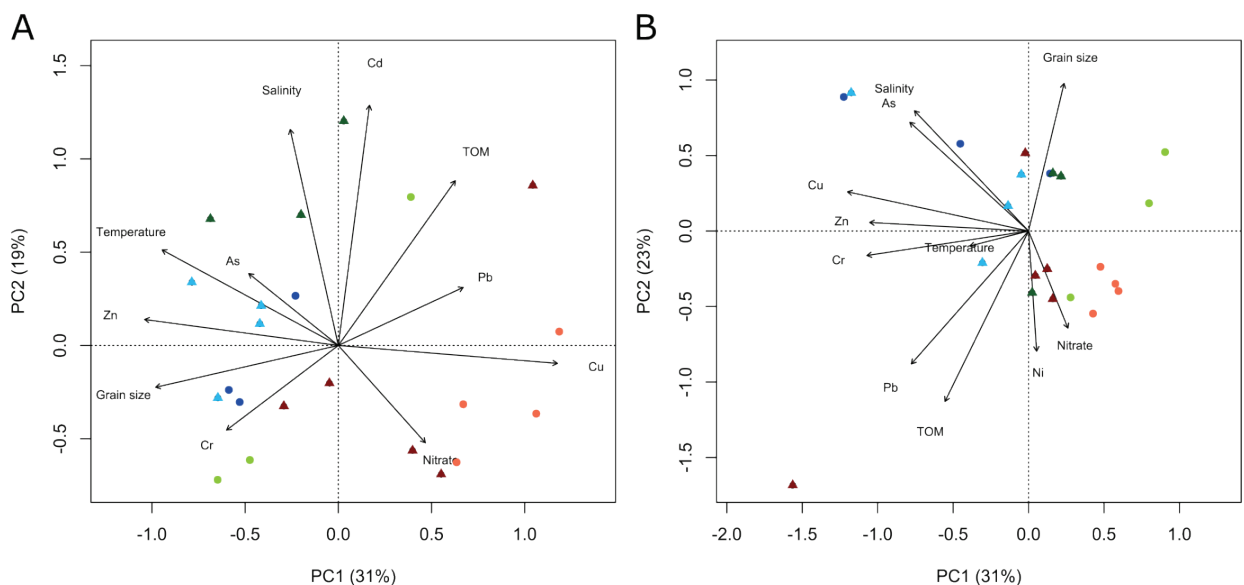 A
B
1.5
1.0
0.5
0.0
-0.5
-1.0
-0.5
0.0
0.5
1.0
PC2 (19%)
PC1 (31%)
Cd
Salinity
TOM
Temperature
As
Pb
Zn
Cu
Grain size
Cr
Nitrate
1.0
0.5
0.0
-0.5
-1.0
-1.5
-2.0
-1.5
-1.0
-0.5
0.0
0.5
1.0
PC2 (23%)
PC1 (31%)
Grain size
Salinity
As
Cu
Zn
Temperature
Cr
Nitrate
Ni
Pb
TOM